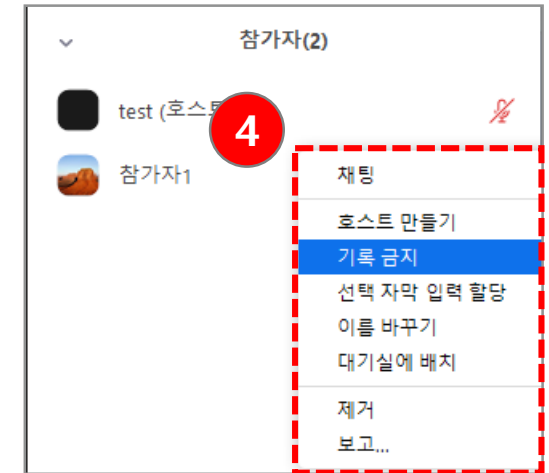 참가자(2)
test (호스
4
참가자1
채팅
호스트 만들기
기록 금지
선택 자막 입력 할당
이름 바꾸기
대기실에 배치
제거
보고...